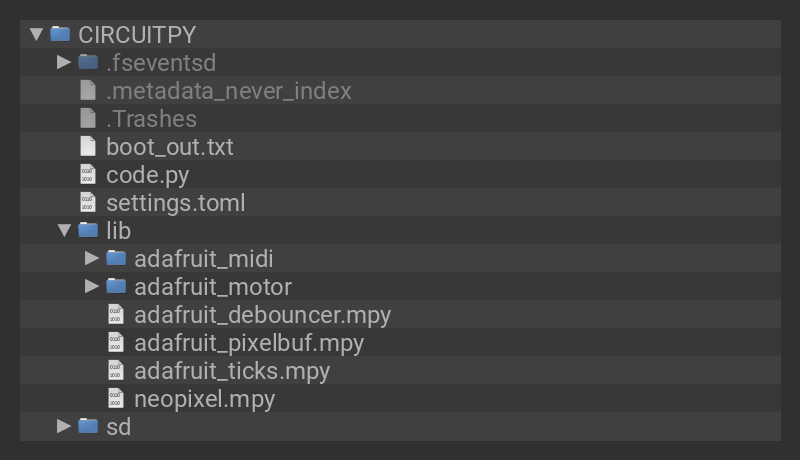 CIRCUITPY
.fseventsd
.metadata_never_index
.Trashes
boot_out.txt
code.py
settings.toml
lib
adafruit_midi
adafruit_motor
adafruit_debouncer.mpy
adafruit_pixelbuf.mpy
adafruit_ticks.mpy
neopixel.mpy
sd